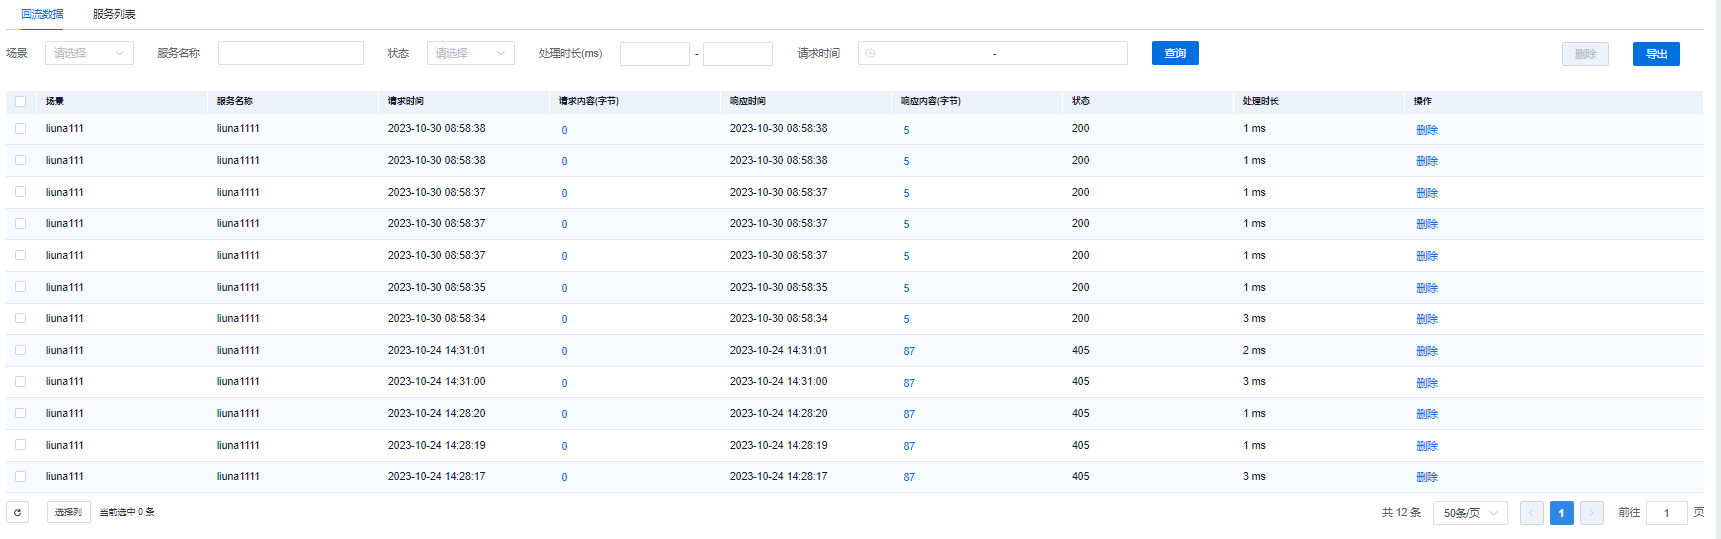 回流数据 服务列表
场景 请选择 服务名称 状态 请选择 处理时长(ms) - 请求时间 - 查询 删除 导出
场景 服务名称 请求时间 请求内容(字节) 响应时间 响应内容(字节) 状态 处理时长 操作
liuna111 liuna1111 2023-10-30 08:58:38 0 2023-10-30 08:58:38 5 200 1 ms 删除
liuna111 liuna1111 2023-10-30 08:58:38 0 2023-10-30 08:58:38 5 200 1 ms 删除
liuna111 liuna1111 2023-10-30 08:58:37 0 2023-10-30 08:58:37 5 200 1 ms 删除
liuna111 liuna1111 2023-10-30 08:58:37 0 2023-10-30 08:58:37 5 200 1 ms 删除
liuna111 liuna1111 2023-10-30 08:58:37 0 2023-10-30 08:58:37 5 200 1 ms 删除
liuna111 liuna1111 2023-10-30 08:58:35 0 2023-10-30 08:58:35 5 200 1 ms 删除
liuna111 liuna1111 2023-10-30 08:58:34 0 2023-10-30 08:58:34 5 200 3 ms 删除
liuna111 liuna1111 2023-10-24 14:31:01 0 2023-10-24 14:31:01 87 405 2 ms 删除
liuna111 liuna1111 2023-10-24 14:31:00 0 2023-10-24 14:31:00 87 405 3 ms 删除
liuna111 liuna1111 2023-10-24 14:28:20 0 2023-10-24 14:28:20 87 405 1 ms 删除
liuna111 liuna1111 2023-10-24 14:28:19 0 2023-10-24 14:28:19 87 405 1 ms 删除
liuna111 liuna1111 2023-10-24 14:28:17 0 2023-10-24 14:28:17 87 405 3 ms 删除
选择列 当前选中 0 条 共 12 条 50条/页 1 前往 1 页